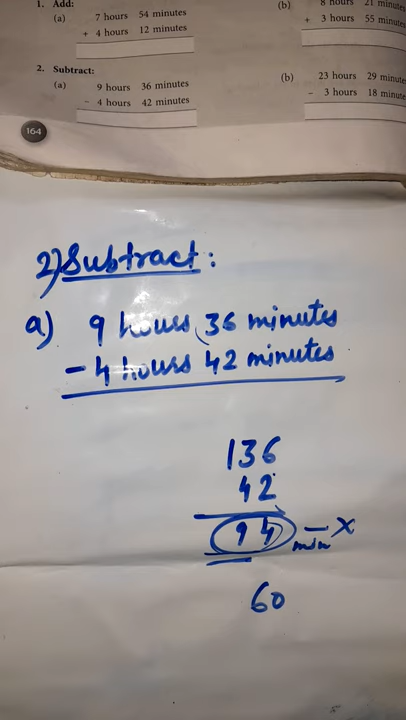 1. Add:
(a) 7 hours 54 minutes
+ 4 hours 12 minutes
(b) 8 hours 21 minutes
+ 3 hours 55 minutes
2. Subtract:
(a) 9 hours 36 minutes
- 4 hours 42 minutes
(b) 23 hours 29 minutes
- 3 hours 18 minute
164
2) Subtract:
a) 9 hours 36 minutes
- 4 hours 42 minutes
136
42
94 min - x
60